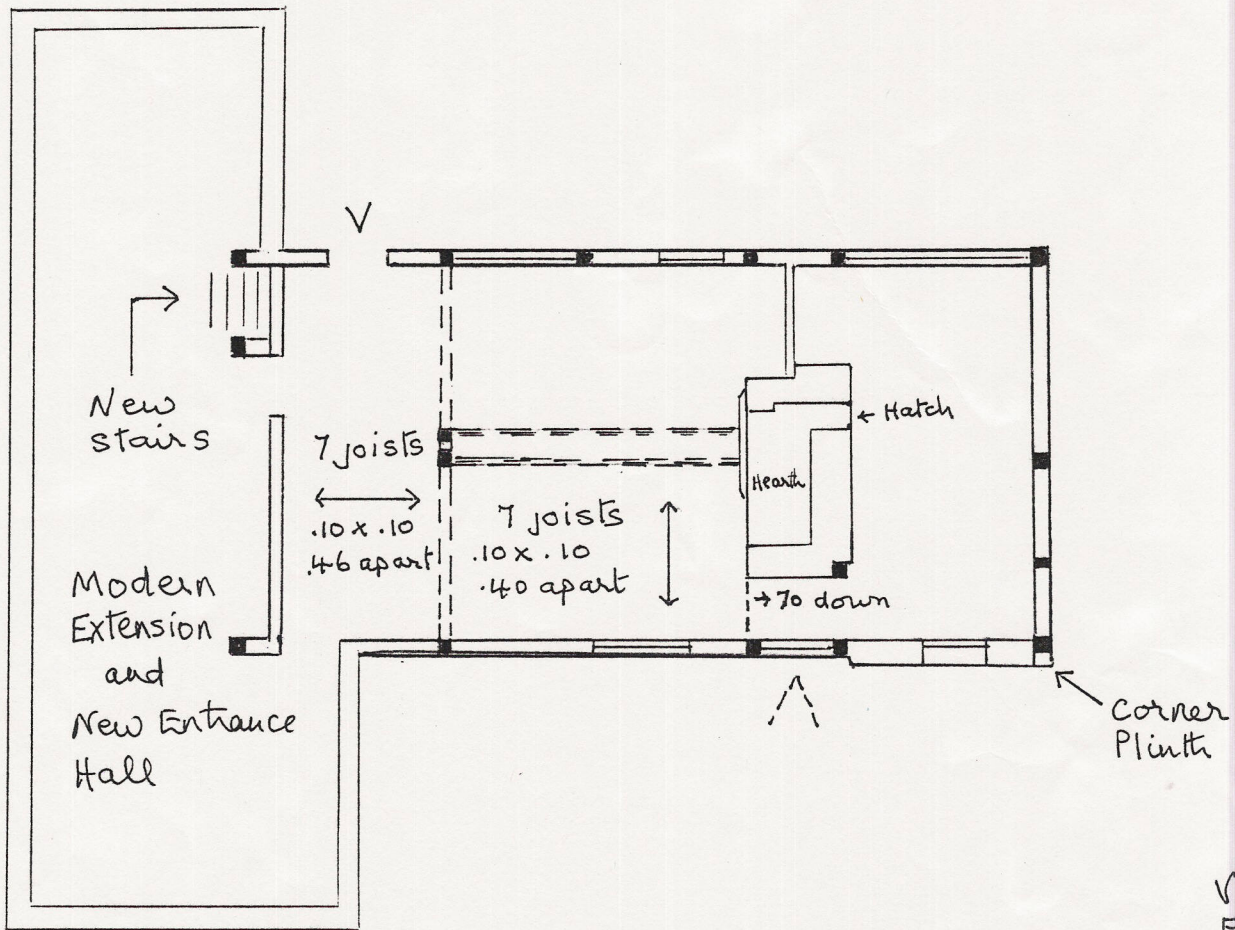 New
stairs
7 joists
.10 x .10
.46 apart
7 joists
.10 x .10
.40 apart
Hearth
← Hatch
→ 70 down
Modern
Extension
and
New Entrance
Hall
Corner
Plinth